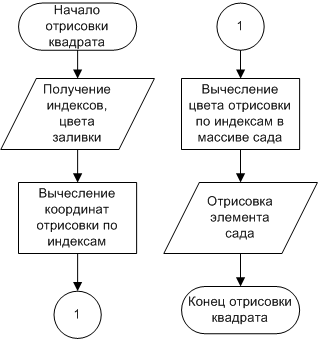 Начало
отрисовки
квадрата
Получение
индексов,
цвета
заливки
Вычесление
координат
отрисовки по
индексам
1
1
Вычесление
цвета отрисовки
по индексам в
массиве сада
Отрисовка
элемента
сада
Конец отрисовки
квадрата